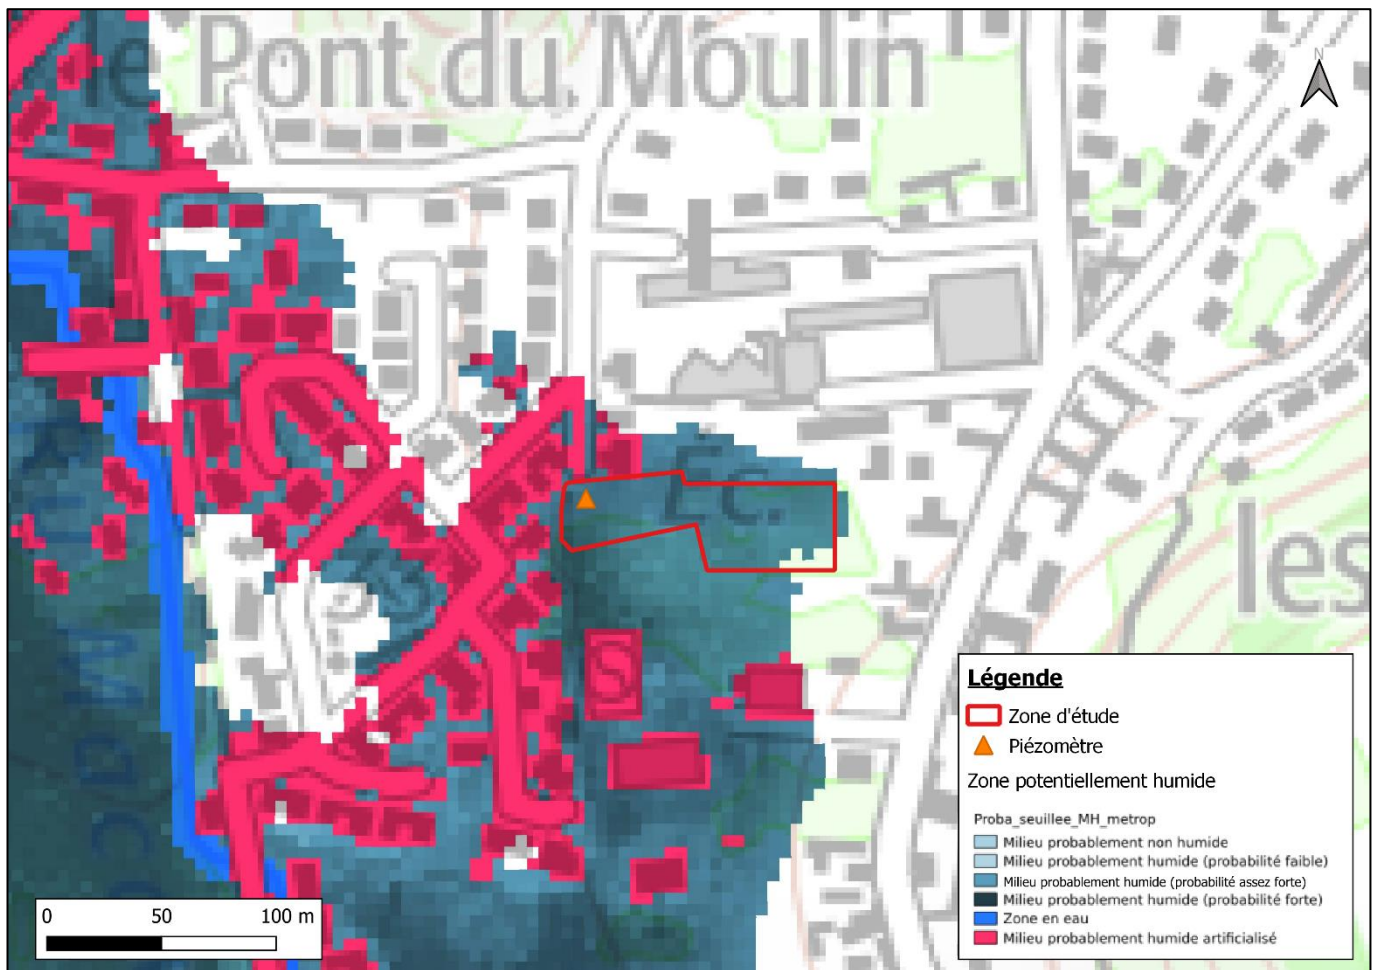 le Pont du Moulin
N
Ec.
les
S
Légende
Zone d'étude
Piézomètre
Zone potentiellement humide
Proba_seuillee_MH_metrop
Milieu probablement non humide
Milieu probablement humide (probabilité faible)
Milieu probablement humide (probabilité assez forte)
Milieu probablement humide (probabilité forte)
Zone en eau
Milieu probablement humide artificialisé
0 50 100 m